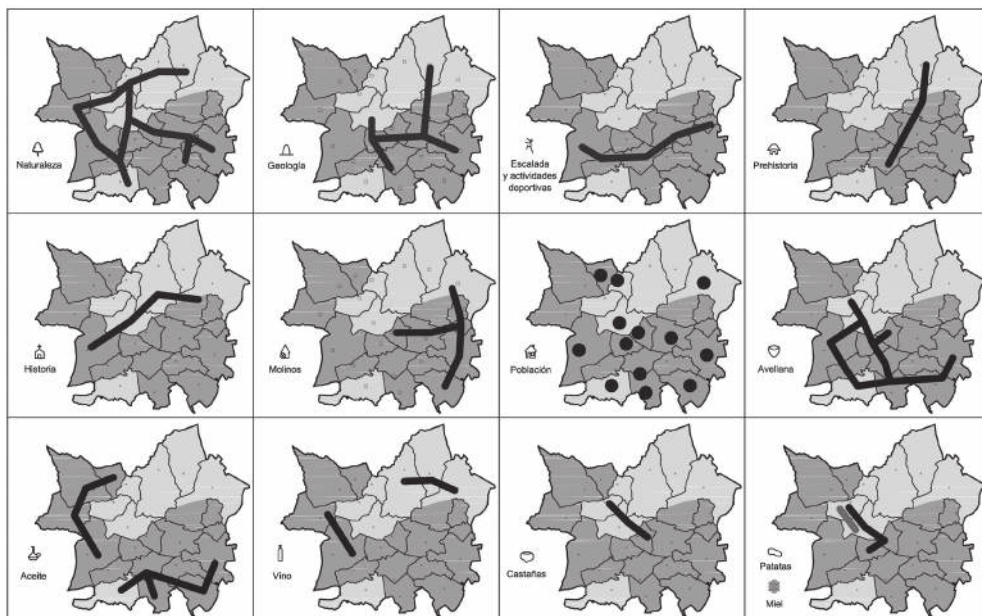 Naturaleza
Geología
Escalada
y actividades
deportivas
Prehistoria
Historia
Molinos
Población
Avellana
Aceite
Vino
Castañas
Patatas
Miel